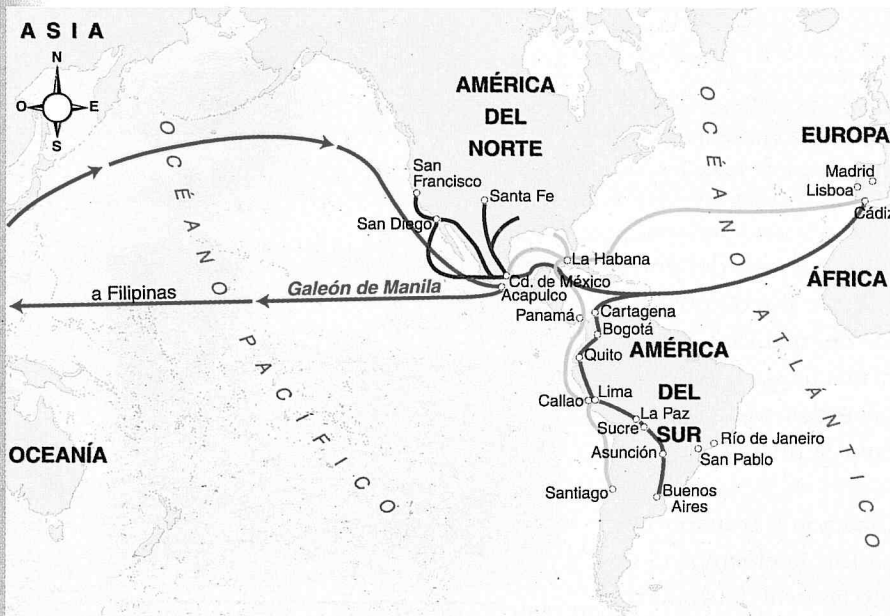 ASIA
N
O
E
S
OCÉANO PACÍFICO
AMÉRICA
DEL
NORTE
San
Francisco
Santa Fe
San Diego
OCÉANO ATLÁNTICO
EUROPA
Madrid
Lisboa
Cádiz
La Habana
Cd. de México
Acapulco
Galeón de Manila
a Filipinas
ÁFRICA
Panamá
Cartagena
Bogotá
Quito
AMÉRICA
DEL
SUR
Callao
Lima
La Paz
Sucre
Asunción
Río de Janeiro
San Pablo
Santiago
Buenos
Aires
OCEANÍA